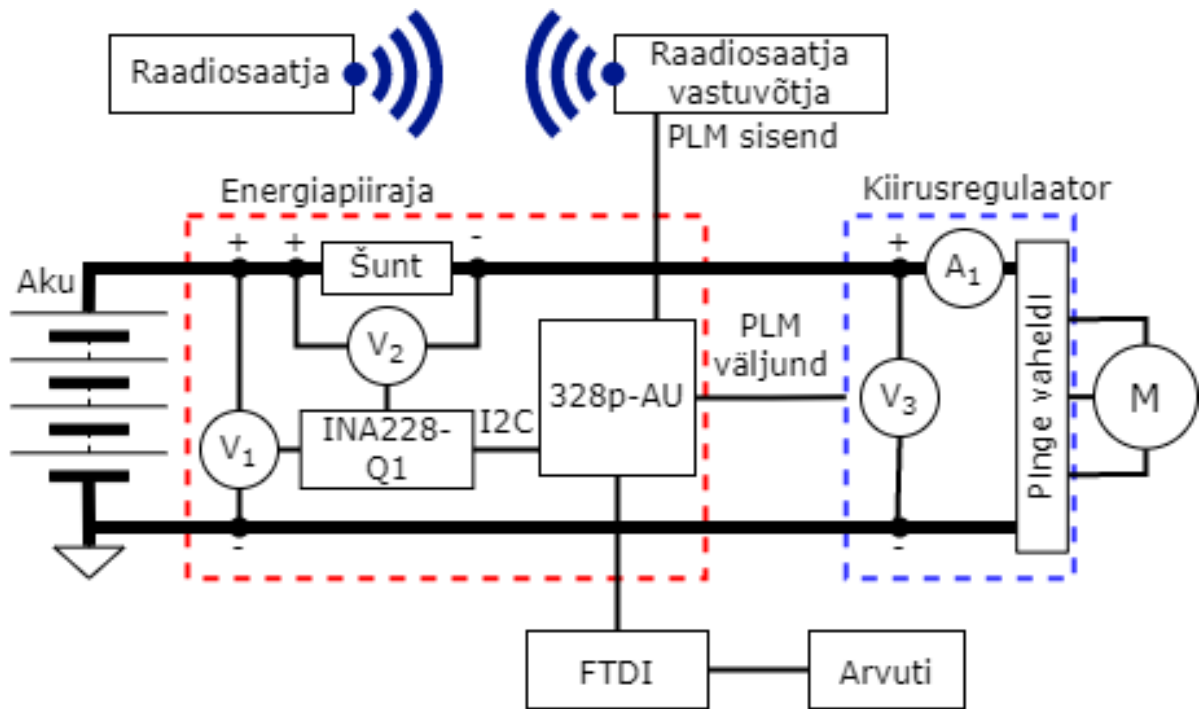 Raadiosaatja
Raadiosaatja
vastuvõtja
PLM sisend
Energiapiiraja
Kiirusregulaator
+
+
-
+
Aku
Šunt
A1
V2
PLM
väljund
328p-AU
V3
M
V1
INA228-
Q1
I2C
Pinge vaheldi
-
-
FTDI
Arvuti